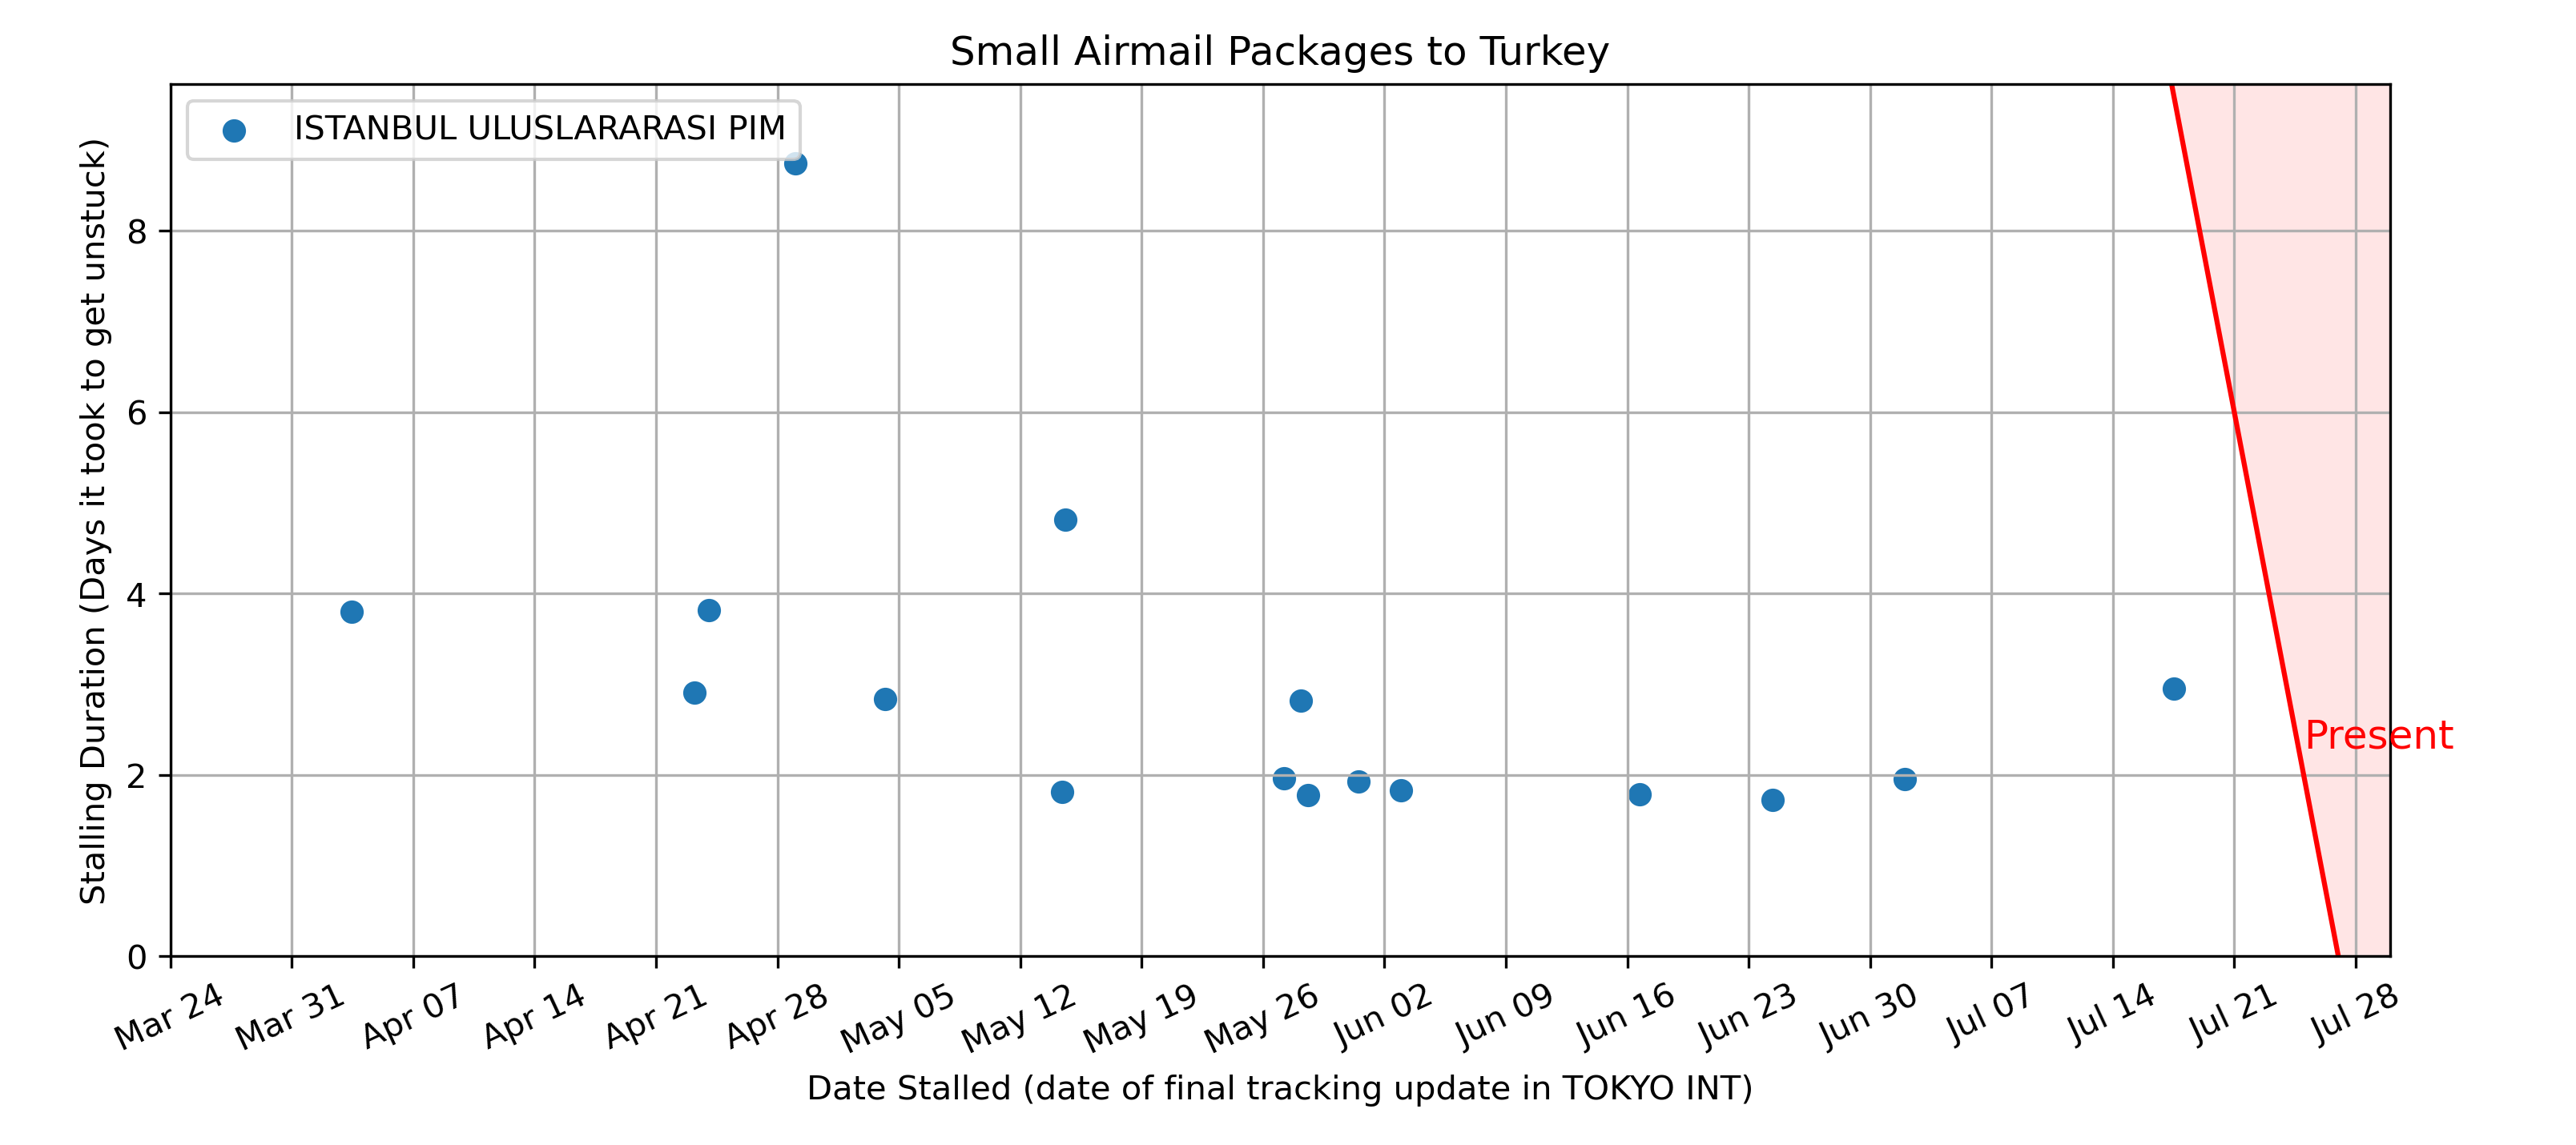 Small Airmail Packages to Turkey
ISTANBUL ULUSLARARASI PIM
Stalling Duration (Days it took to get unstuck)
8
6
4
2
0
Present
Mar 24 Mar 31 Apr 07 Apr 14 Apr 21 Apr 28 May 05 May 12 May 19 May 26 Jun 02 Jun 09 Jun 16 Jun 23 Jun 30 Jul 07 Jul 14 Jul 21 Jul 28
Date Stalled (date of final tracking update in TOKYO INT)